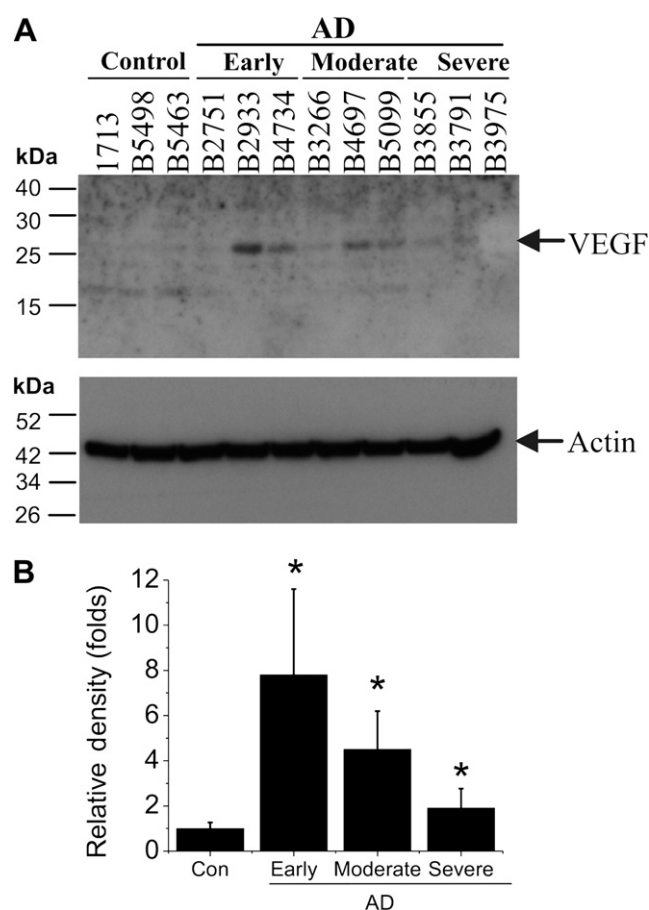 A
AD
Control Early Moderate Severe
1713 B5498 B5463 B2751 B2933 B4734 B3266 B4697 B5099 B3855 B3791 B3975
kDa
40
30
25
15
VEGF
kDa
52
42
34
26
Actin
B
Relative density (folds)
12
10
8
6
4
2
0
* * *
Con Early Moderate Severe
AD